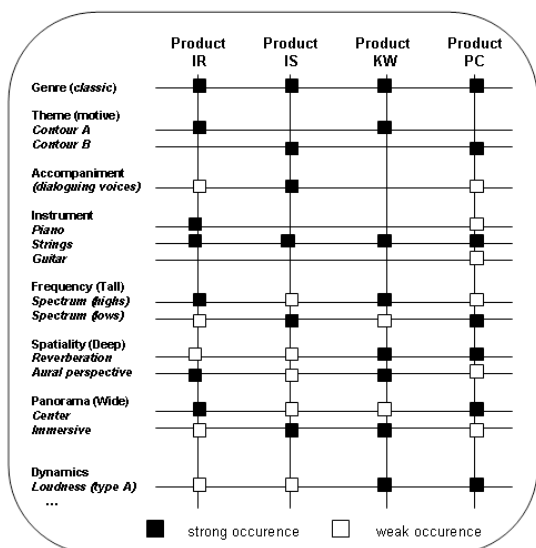 Product Product Product Product
IR IS KW PC
Genre (classic)
Theme (motive)
Contour A
Contour B
Accompaniment
(dialoguing voices)
Instrument
Piano
Strings
Guitar
Frequency (Tall)
Spectrum (highs)
Spectrum (lows)
Spatiality (Deep)
Reverberation
Aural perspective
Panorama (Wide)
Center
Immersive
Dynamics
Loudness (type A)
...
strong occurence weak occurence